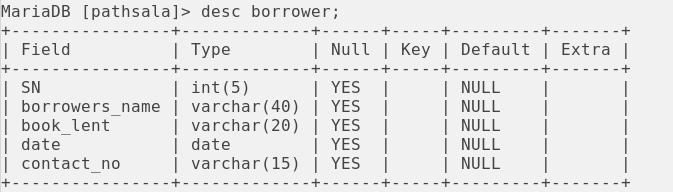 MariaDB [pathsala]> desc borrower;
+----------------+-------------+------+-----+---------+-------+
| Field          | Type        | Null | Key | Default | Extra |
+----------------+-------------+------+-----+---------+-------+
| SN             | int(5)      | YES  |     | NULL    |       |
| borrowers_name | varchar(40) | YES  |     | NULL    |       |
| book_lent      | varchar(20) | YES  |     | NULL    |       |
| date           | date        | YES  |     | NULL    |       |
| contact_no     | varchar(15) | YES  |     | NULL    |       |
+----------------+-------------+------+-----+---------+-------+